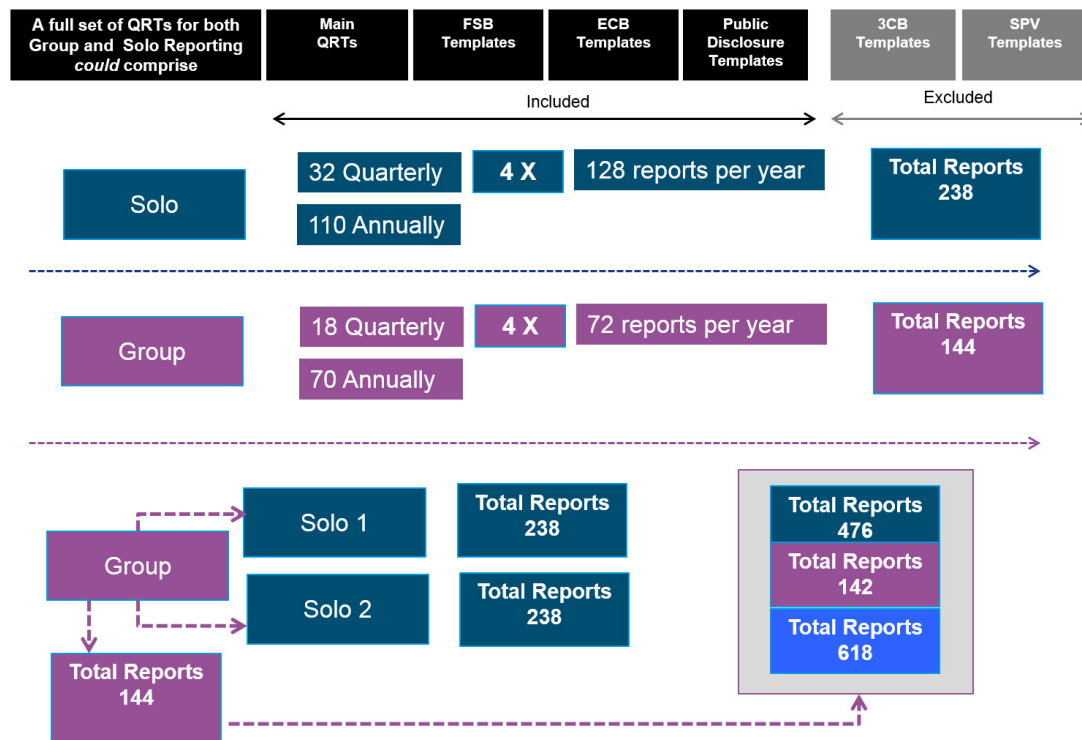 A full set of QRTs for both
Group and Solo Reporting
could comprise
Main
QRTs
FSB
Templates
ECB
Templates
Public
Disclosure
Templates
3CB
Templates
SPV
Templates
Included
Excluded
Solo
32 Quarterly
4 X
128 reports per year
110 Annually
Total Reports
238
Group
18 Quarterly
4 X
72 reports per year
70 Annually
Total Reports
144
Group
Solo 1
Total Reports
238
Solo 2
Total Reports
238
Total Reports
144
Total Reports
476
Total Reports
142
Total Reports
618